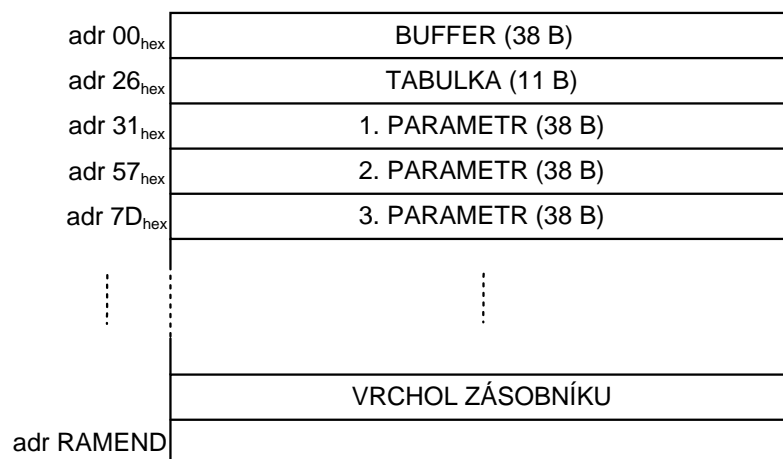 adr 00hex BUFFER (38 B)
adr 26hex TABULKA (11 B)
adr 31hex 1. PARAMETR (38 B)
adr 57hex 2. PARAMETR (38 B)
adr 7Dhex 3. PARAMETR (38 B)
VRCHOL ZÁSOBNÍKU
adr RAMEND